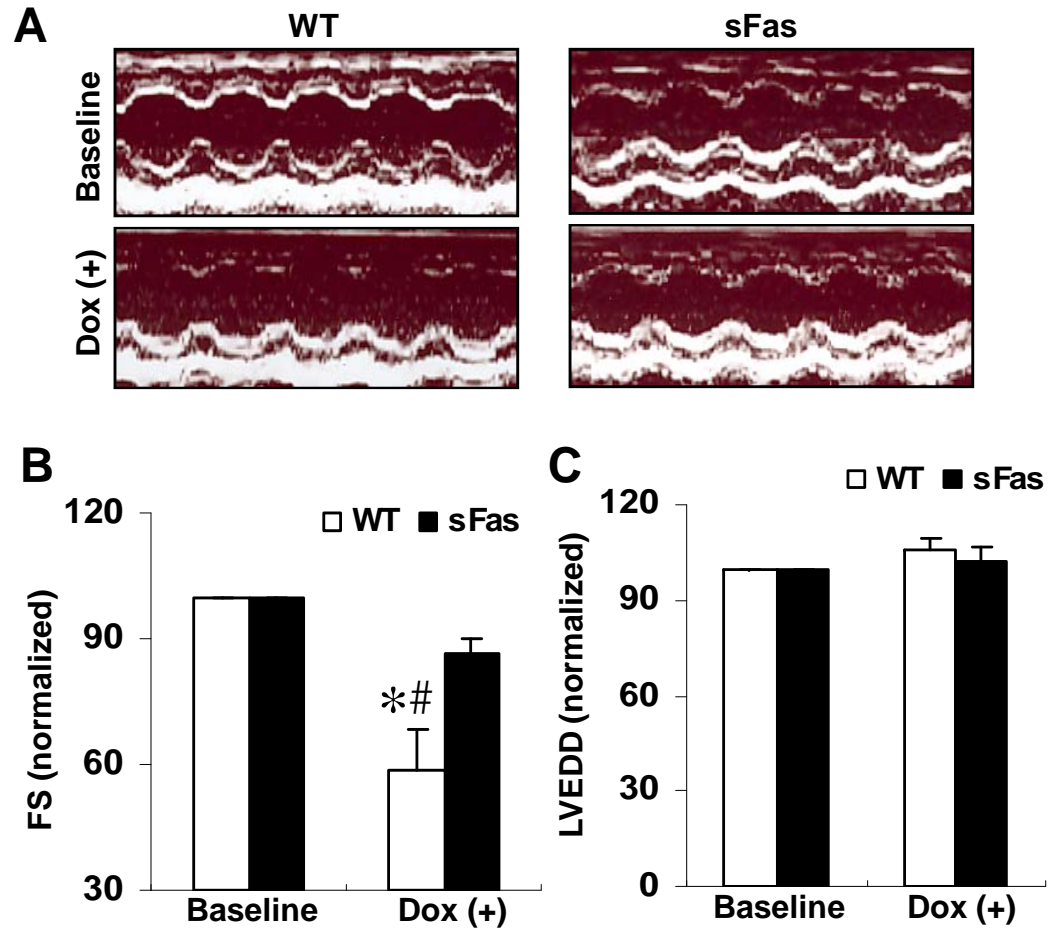 A
WT
sFas
Baseline
Dox (+)
B
WT sFas
FS (normalized)
120
90
60
30
*#
Baseline Dox (+)
C
WT sFas
LVEDD (normalized)
120
90
60
30
0
Baseline Dox (+)